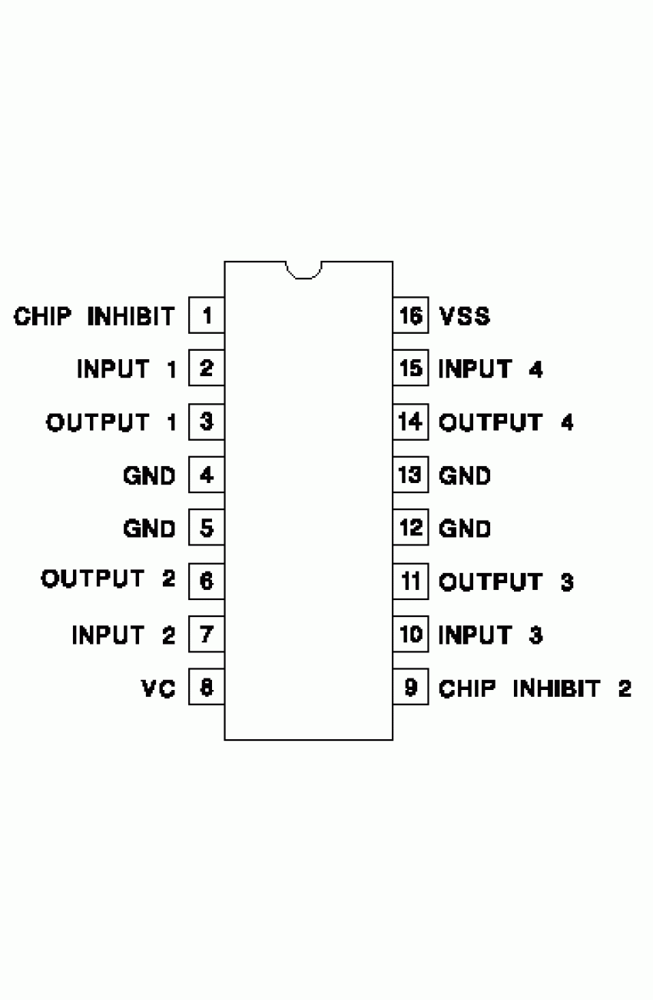 CHIP INHIBIT 1 16 VSS
INPUT 1 2 15 INPUT 4
OUTPUT 1 3 14 OUTPUT 4
GND 4 13 GND
GND 5 12 GND
OUTPUT 2 6 11 OUTPUT 3
INPUT 2 7 10 INPUT 3
VC 8 9 CHIP INHIBIT 2